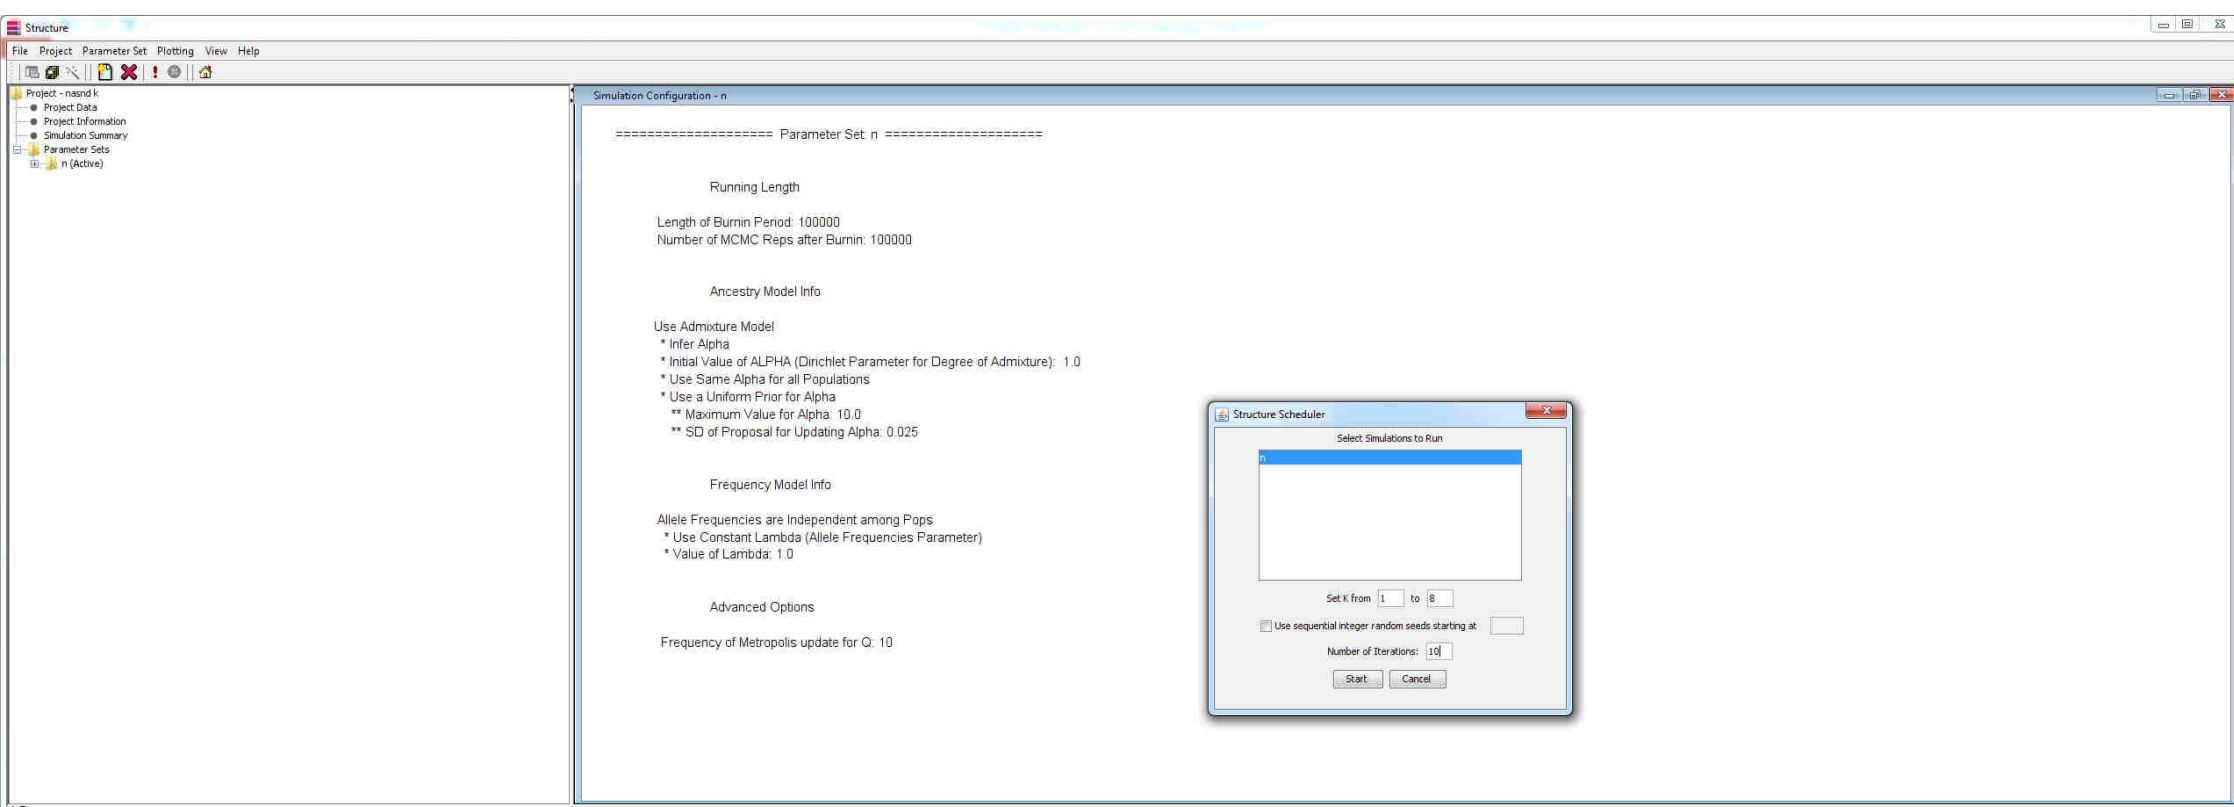 Structure
File Project Parameter Set Plotting View Help
Project - nasnd k
Project Data
Project Information
Simulation Summary
Parameter Sets
n (Active)
Simulation Configuration - n
==================== Parameter Set: n ====================
Running Length
Length of Burnin Period: 100000
Number of MCMC Reps after Burnin: 100000
Ancestry Model Info
Use Admixture Model
* Infer Alpha
* Initial Value of ALPHA (Dirichlet Parameter for Degree of Admixture): 1.0
* Use Same Alpha for all Populations
* Use a Uniform Prior for Alpha
** Maximum Value for Alpha: 10.0
** SD of Proposal for Updating Alpha: 0.025
Frequency Model Info
Allele Frequencies are Independent among Pops
* Use Constant Lambda (Allele Frequencies Parameter)
* Value of Lambda: 1.0
Advanced Options
Frequency of Metropolis update for Q: 10
Structure Scheduler
Select Simulations to Run
n
Set K from 1 to 8
Use sequential integer random seeds starting at
Number of Iterations: 10
Start Cancel